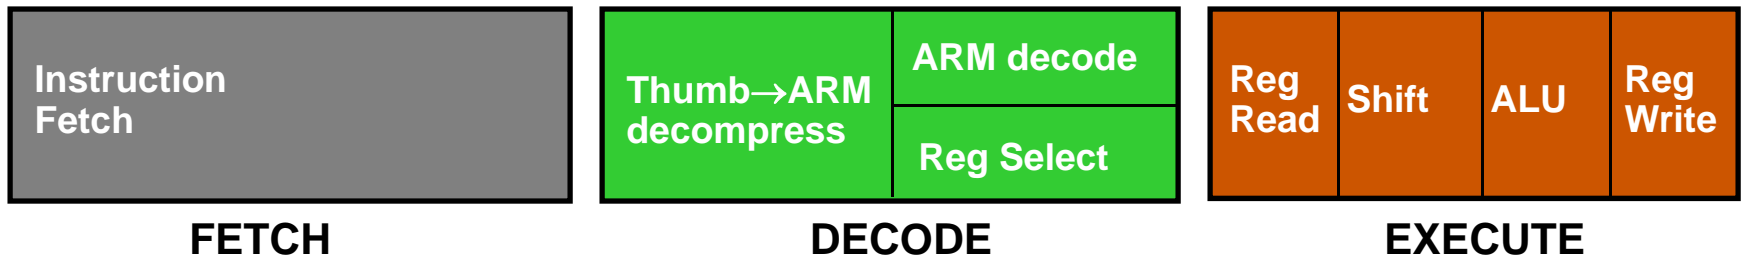 Instruction
Fetch
Thumb→ARM
decompress
ARM decode
Reg Select
Reg
Read
Shift
ALU
Reg
Write
FETCH
DECODE
EXECUTE